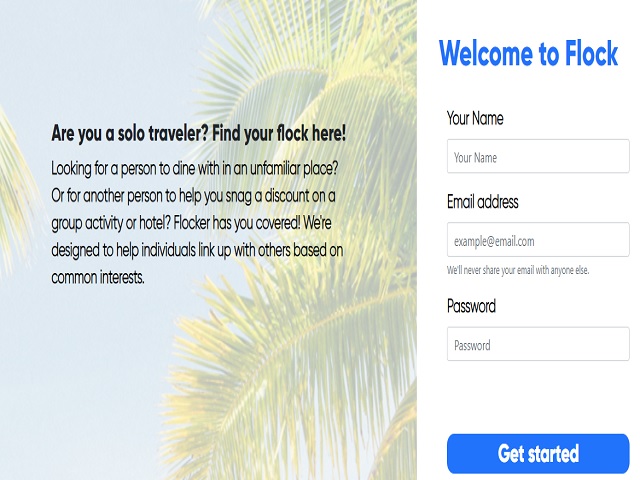 Are you a solo traveler? Find your flock here!
Looking for a person to dine with in an unfamiliar place?
Or for another person to help you snag a discount on a
group activity or hotel? Flocker has you covered! We're
designed to help individuals link up with others based on
common interests.
Welcome to Flock
Your Name
Your Name
Email address
example@email.com
We'll never share your email with anyone else.
Password
Password
Get started